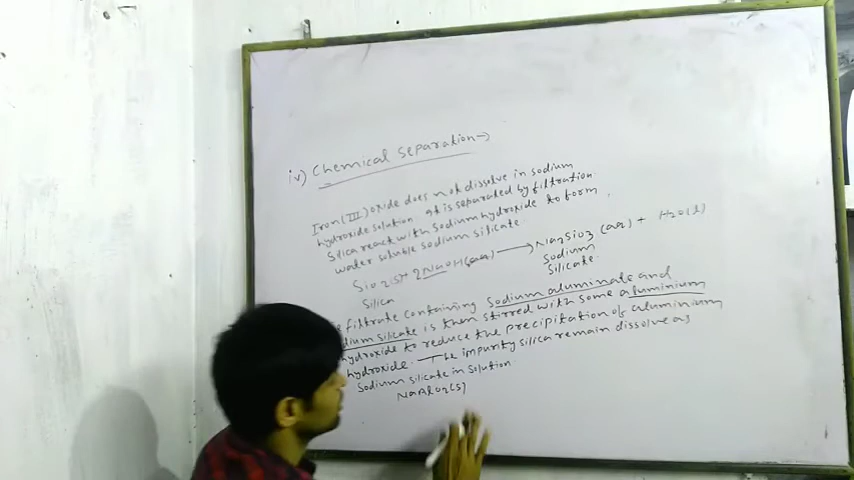 iv) Chemical separation→
Iron(III) oxide does not dissolve in sodium
hydroxide solution It is separated by filtration
Silica react with Sodium hydroxide to form
water soluble sodium silicate
SiO2(s)+2NaOH(aq) → Na2SiO3(aq) + H2O(l)
Silica Sodium
Silicate.
filtrate containing Sodium aluminate and
silicate is then stirred with some aluminium
hydroxide to reduce the precipitation of aluminium
hydroxide. The impurity silica remain dissolve as
Sodium silicate in solution
NaAlO2(s)